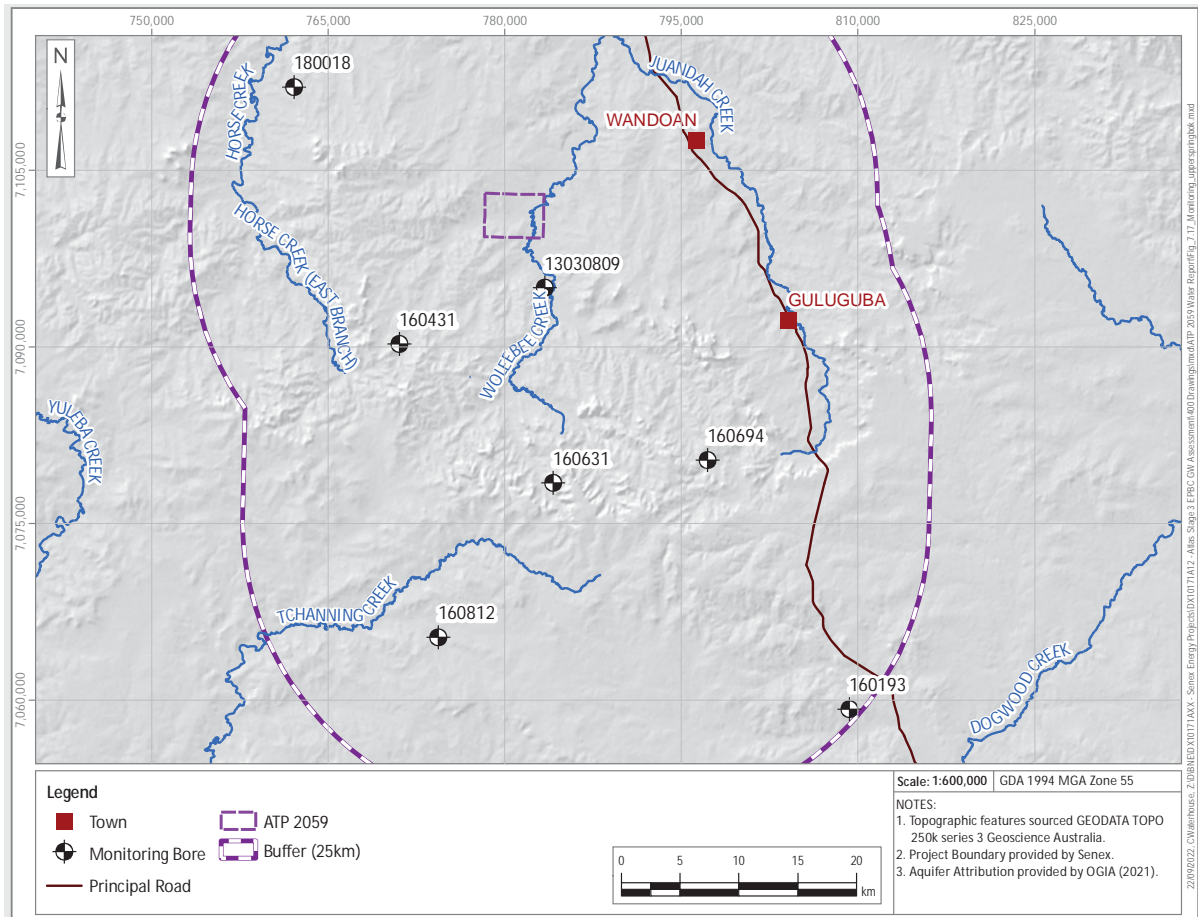 750,000
765,000
780,000
795,000
810,000
825,000
N
180018
HORSE CREEK
JUANDAH CREEK
WANDOAN
7,105,000
HORSE CREEK (EAST BRANCH)
13030809
GULUGUBA
160431
WOLEEBEE CREEK
7,090,000
YULEBA CREEK
160694
160631
7,075,000
TCHANNING CREEK
160812
DOGWOOD CREEK
160193
7,060,000
Legend
Town
Monitoring Bore
Principal Road
ATP 2059
Buffer (25km)
0 5 10 15 20
km
Scale: 1:600,000 GDA 1994 MGA Zone 55
NOTES:
1. Topographic features sourced GEODATA TOPO
250k series 3 Geoscience Australia.
2. Project Boundary provided by Senex.
3. Aquifer Attribution provided by OGIA (2021).